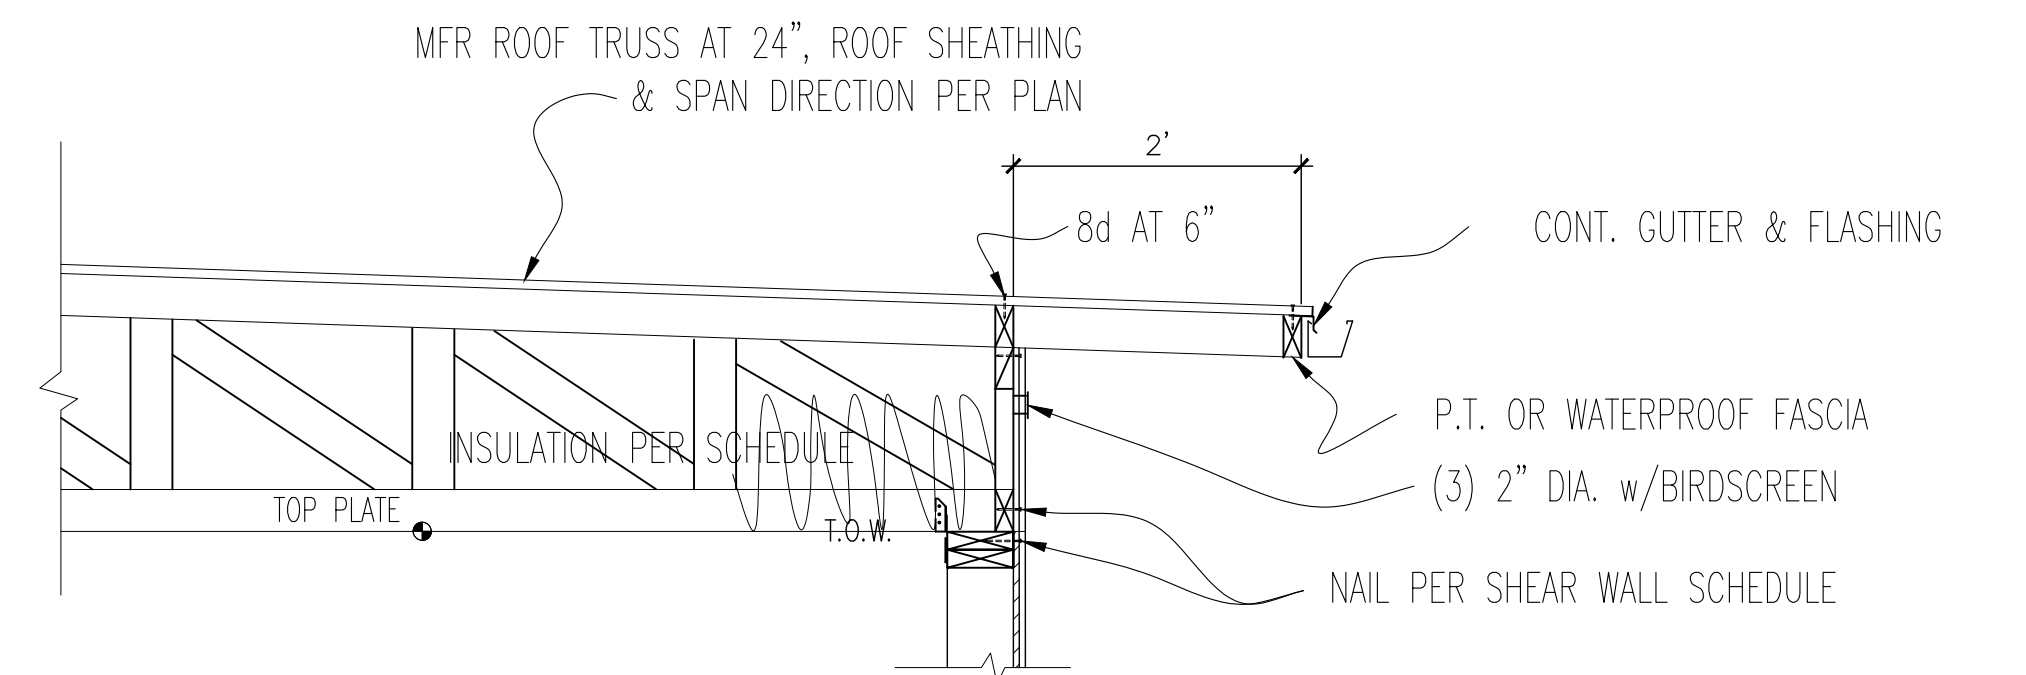 MFR ROOF TRUSS AT 24", ROOF SHEATHING
& SPAN DIRECTION PER PLAN
2'
8d AT 6"
CONT. GUTTER & FLASHING
P.T. OR WATERPROOF FASCIA
INSULATION PER SCHEDULE
(3) 2" DIA. w/BIRDSCREEN
TOP PLATE
T.O.W.
NAIL PER SHEAR WALL SCHEDULE